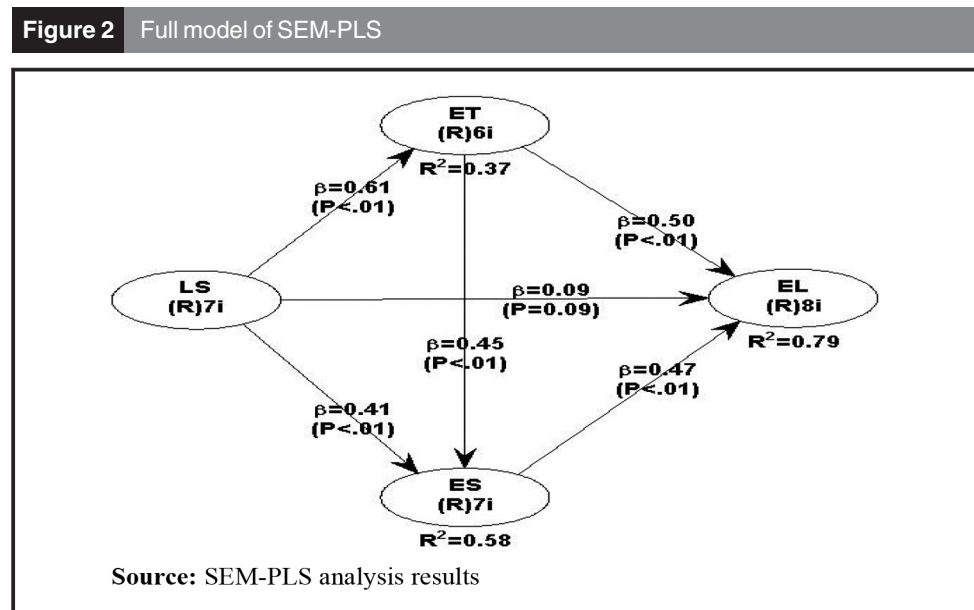 Figure 2 Full model of SEM-PLS
ET
(R)6i
R²=0.37
β=0.61
(P<.01)
β=0.50
(P<.01)
LS
(R)7i
β=0.09
(P=0.09)
EL
(R)8i
R²=0.79
β=0.45
(P<.01)
β=0.47
(P<.01)
β=0.41
(P<.01)
ES
(R)7i
R²=0.58
Source: SEM-PLS analysis results